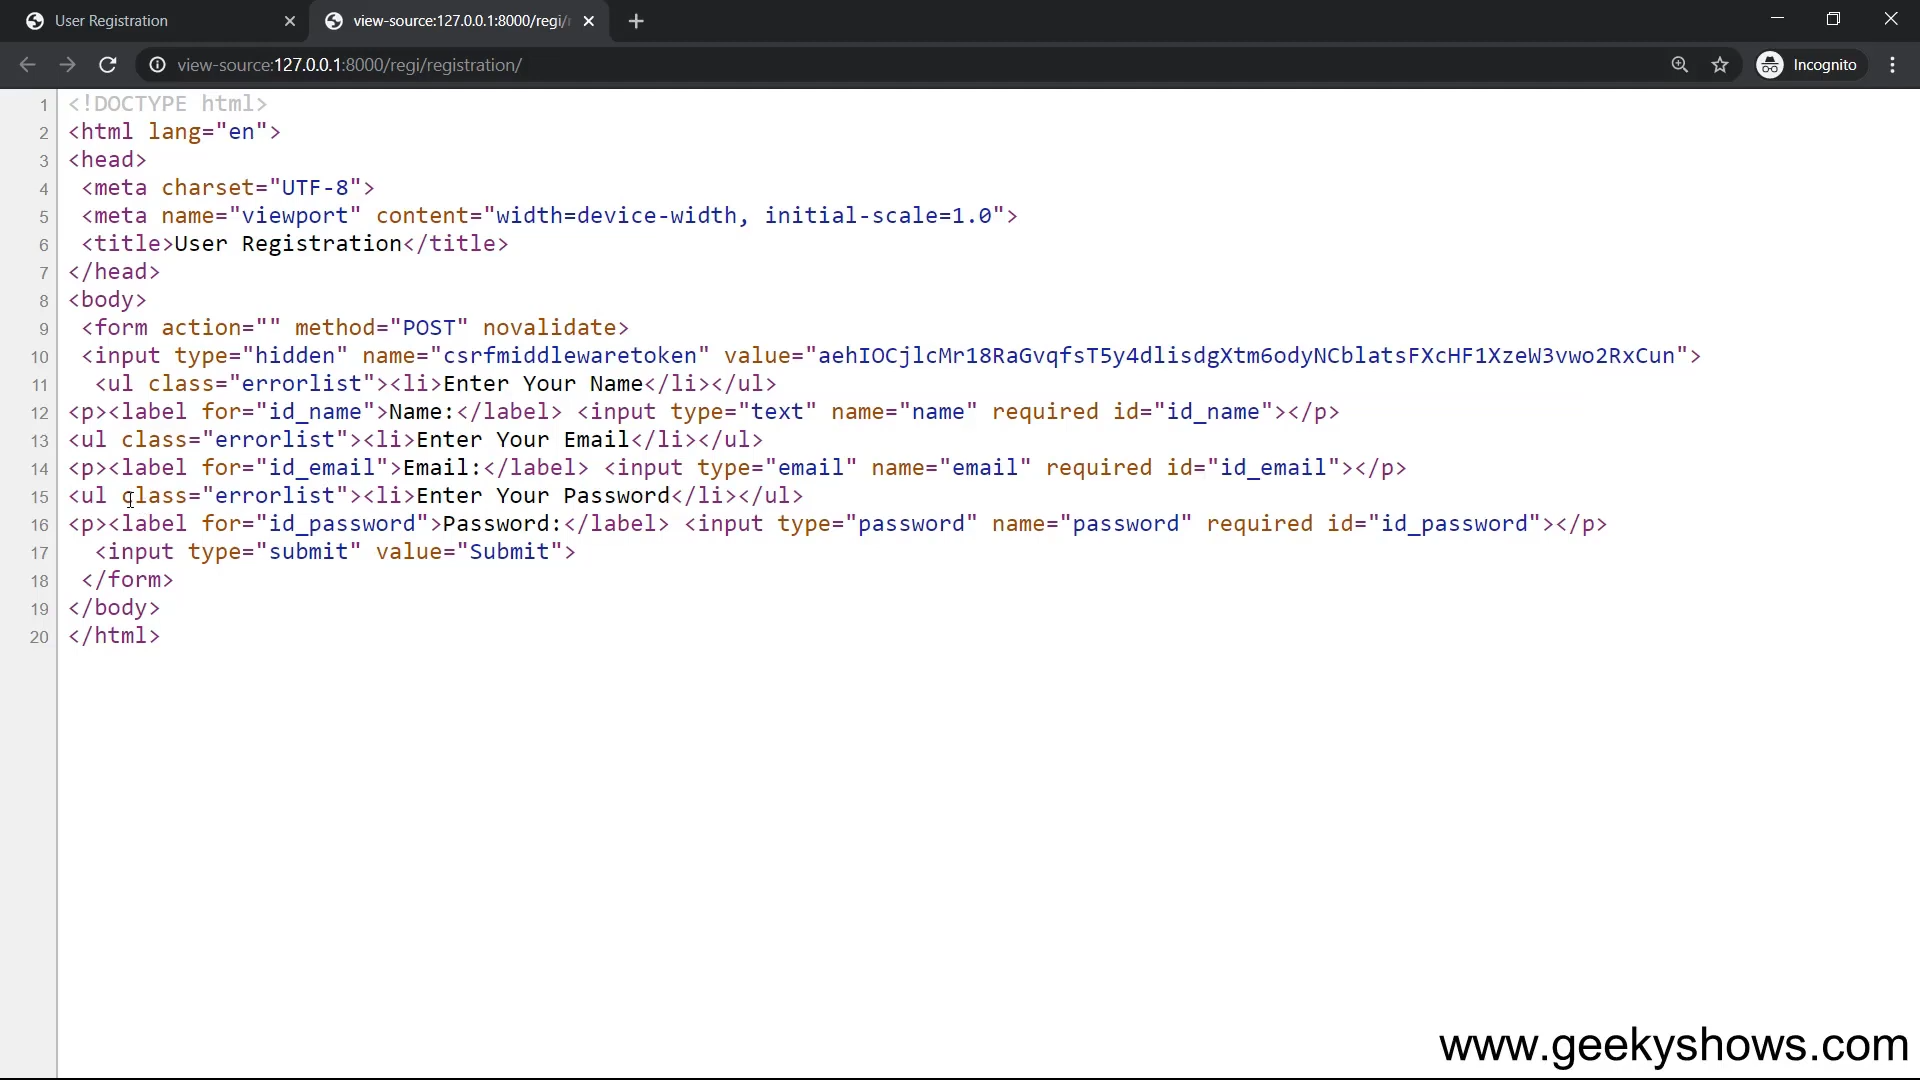 User Registration
view-source:127.0.0.1:8000/regi/
view-source:127.0.0.1:8000/regi/registration/
Incognito
1 <!DOCTYPE html>
2 <html lang="en">
3 <head>
4 <meta charset="UTF-8">
5 <meta name="viewport" content="width=device-width, initial-scale=1.0">
6 <title>User Registration</title>
7 </head>
8 <body>
9 <form action="" method="POST" novalidate>
10 <input type="hidden" name="csrfmiddlewaretoken" value="aehIOCjlcMr18RaGvqfsT5y4dlisdgXtm6odyNCblatsFXcHF1XzeW3vwo2RxCun">
11 <ul class="errorlist"><li>Enter Your Name</li></ul>
12 <p><label for="id_name">Name:</label> <input type="text" name="name" required id="id_name"></p>
13 <ul class="errorlist"><li>Enter Your Email</li></ul>
14 <p><label for="id_email">Email:</label> <input type="email" name="email" required id="id_email"></p>
15 <ul class="errorlist"><li>Enter Your Password</li></ul>
16 <p><label for="id_password">Password:</label> <input type="password" name="password" required id="id_password"></p>
17 <input type="submit" value="Submit">
18 </form>
19 </body>
20 </html>
www.geekyshows.com